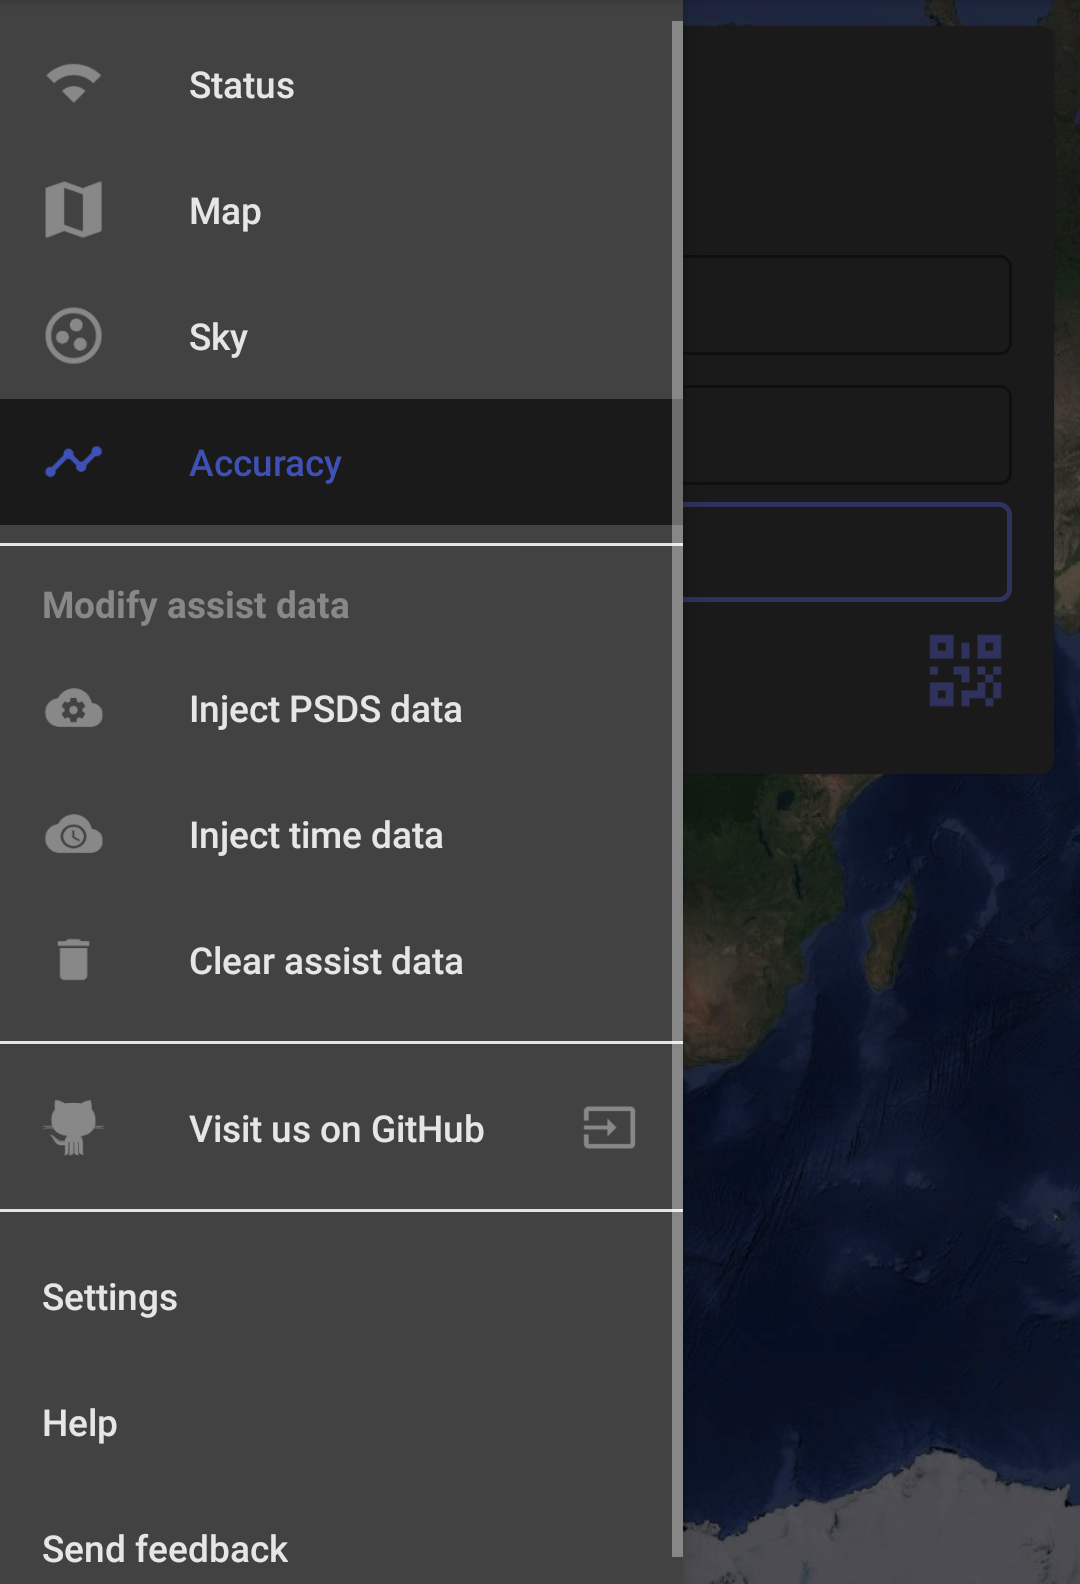 Status
Map
Sky
Accuracy
Modify assist data
Inject PSDS data
Inject time data
Clear assist data
Visit us on GitHub
Settings
Help
Send feedback